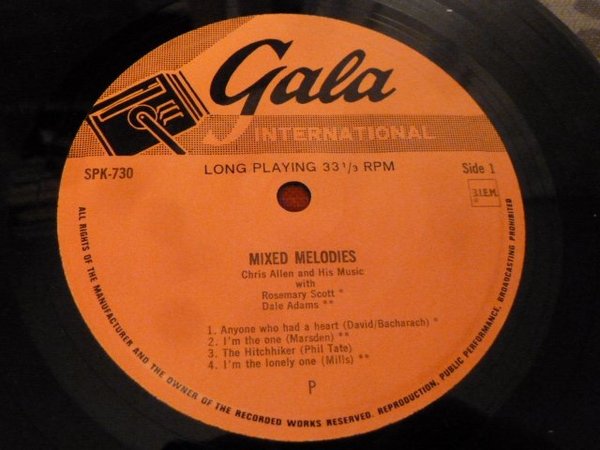 Gala
INTERNATIONAL
SPK-730
LONG PLAYING 33 1/3 RPM
Side 1
MIXED MELODIES
Chris Allen and His Music
with
Rosemary Scott *
Dale Adams **
1. Anyone who had a heart (David/Bacharach) *
2. I'm the one (Marsden) **
3. The Hitchhiker (Phil Tate)
4. I'm the lonely one (Mills) **
P
ALL RIGHTS OF THE MANUFACTURER AND THE OWNER OF THE RECORDED WORKS RESERVED. REPRODUCTION, PUBLIC PERFORMANCE, BROADCASTING PROHIBITED